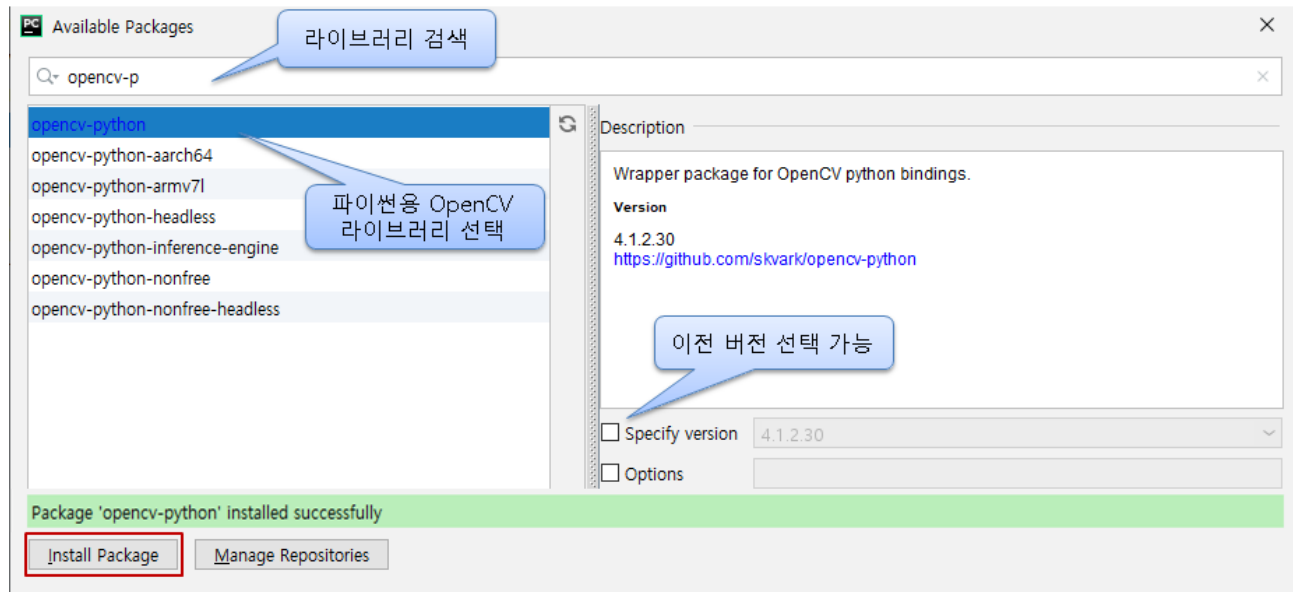 PC Available Packages
라이브러리 검색
opencv-p
opencv-python
opencv-python-aarch64
opencv-python-armv7l
opencv-python-headless
opencv-python-inference-engine
opencv-python-nonfree
opencv-python-nonfree-headless
파이썬용 OpenCV
라이브러리 선택
Description
Wrapper package for OpenCV python bindings.
Version
4.1.2.30
https://github.com/skvark/opencv-python
이전 버전 선택 가능
Specify version 4.1.2.30
Options
Package 'opencv-python' installed successfully
Install Package Manage Repositories